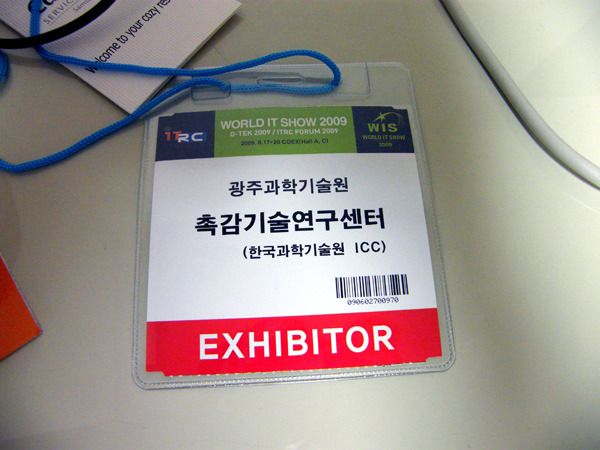 SERVICE
Welcome to your cozy res
ITRC
WORLD IT SHOW 2009
G-TEK 2009 / ITRC FORUM 2009
2009. 6.17~20 COEX(Hall A, C)
WIS
WORLD IT SHOW
2009
광주과학기술원
촉감기술연구센터
(한국과학기술원 ICC)
090602700970
EXHIBITOR